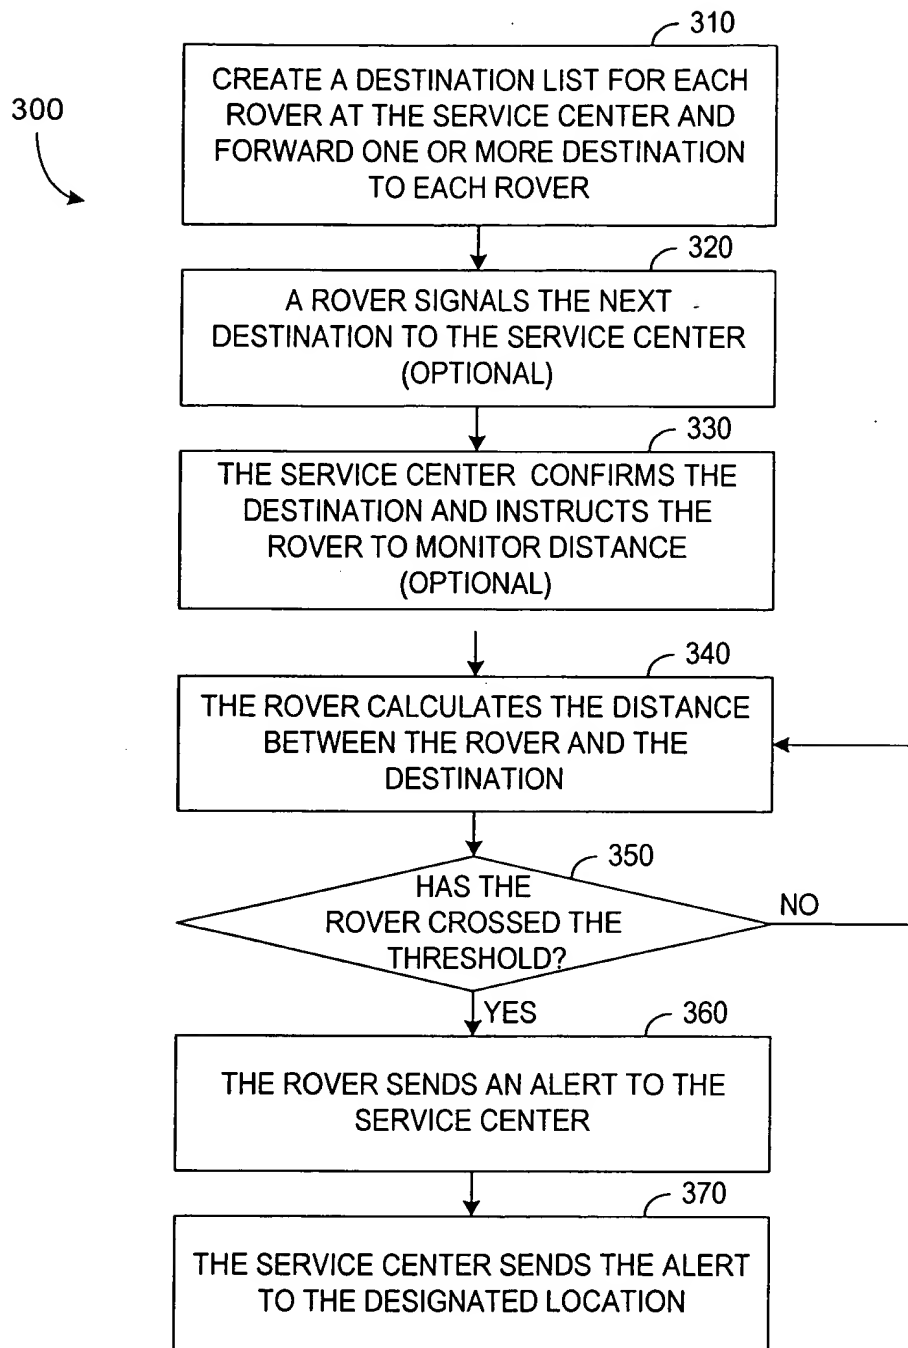 310
CREATE A DESTINATION LIST FOR EACH
ROVER AT THE SERVICE CENTER AND
FORWARD ONE OR MORE DESTINATION
TO EACH ROVER
300
320
A ROVER SIGNALS THE NEXT
DESTINATION TO THE SERVICE CENTER
(OPTIONAL)
330
THE SERVICE CENTER CONFIRMS THE
DESTINATION AND INSTRUCTS THE
ROVER TO MONITOR DISTANCE
(OPTIONAL)
340
THE ROVER CALCULATES THE DISTANCE
BETWEEN THE ROVER AND THE
DESTINATION
350
HAS THE
ROVER CROSSED THE
THRESHOLD?
NO
YES
360
THE ROVER SENDS AN ALERT TO THE
SERVICE CENTER
370
THE SERVICE CENTER SENDS THE ALERT
TO THE DESIGNATED LOCATION